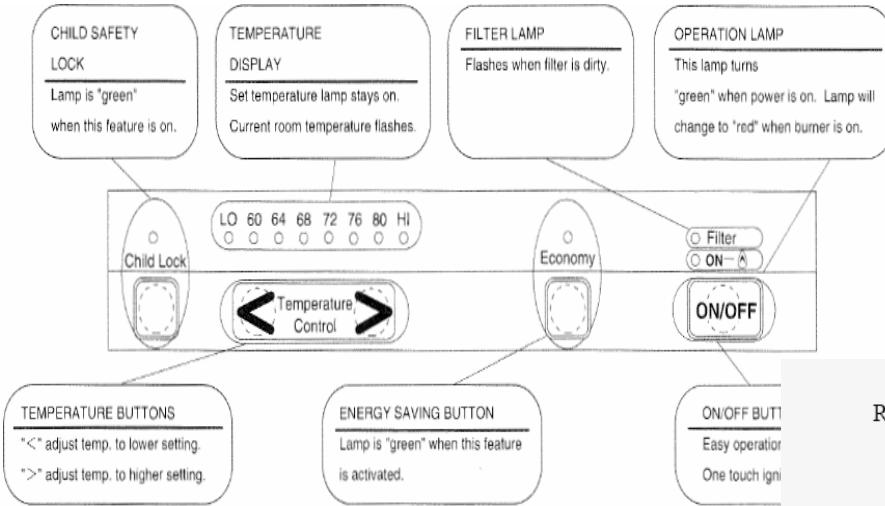 CHILD SAFETY
LOCK
Lamp is "green"
when this feature is on.
TEMPERATURE
DISPLAY
Set temperature lamp stays on.
Current room temperature flashes.
FILTER LAMP
Flashes when filter is dirty.
OPERATION LAMP
This lamp turns
"green" when power is on. Lamp will
change to "red" when burner is on.
LO 60 64 68 72 76 80 HI
Child Lock
Economy
Filter
ON
Temperature
Control
< >
ON/OFF
TEMPERATURE BUTTONS
"<" adjust temp. to lower setting.
">" adjust temp. to higher setting.
ENERGY SAVING BUTTON
Lamp is "green" when this feature
is activated.
ON/OFF
Easy operation
One touch
R